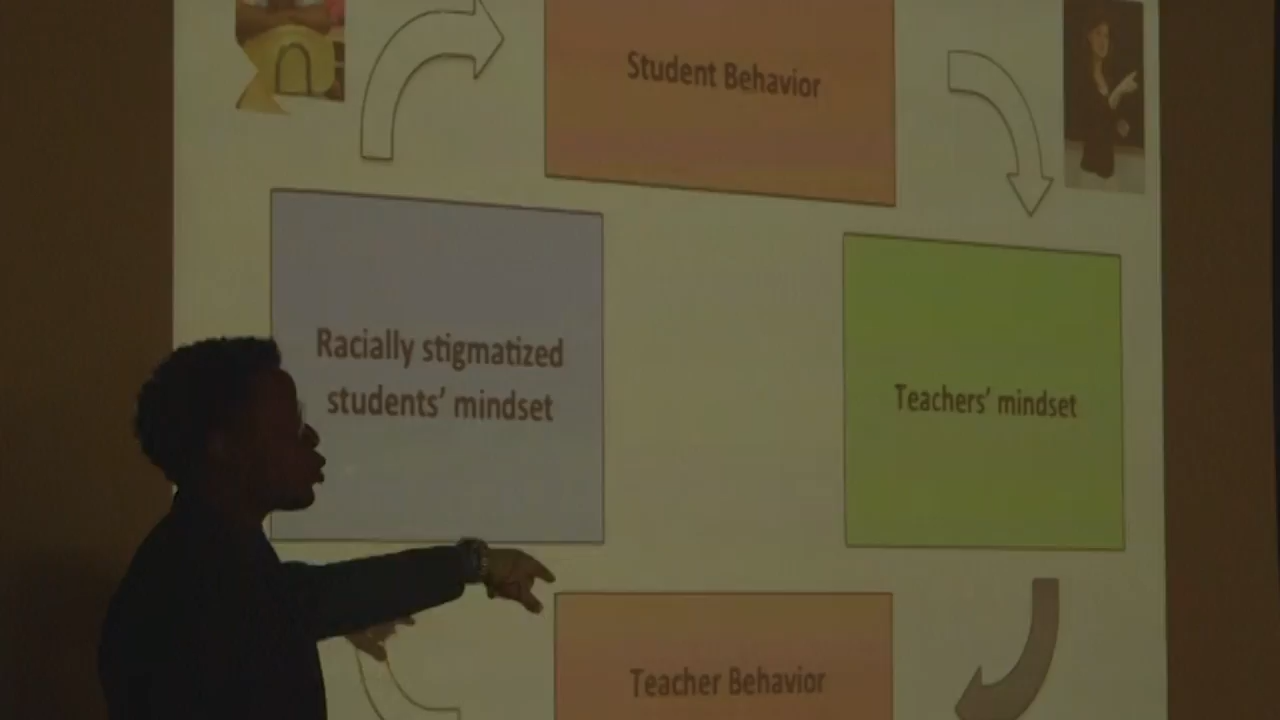 Student Behavior
Racially stigmatized
students' mindset
Teachers' mindset
Teacher Behavior